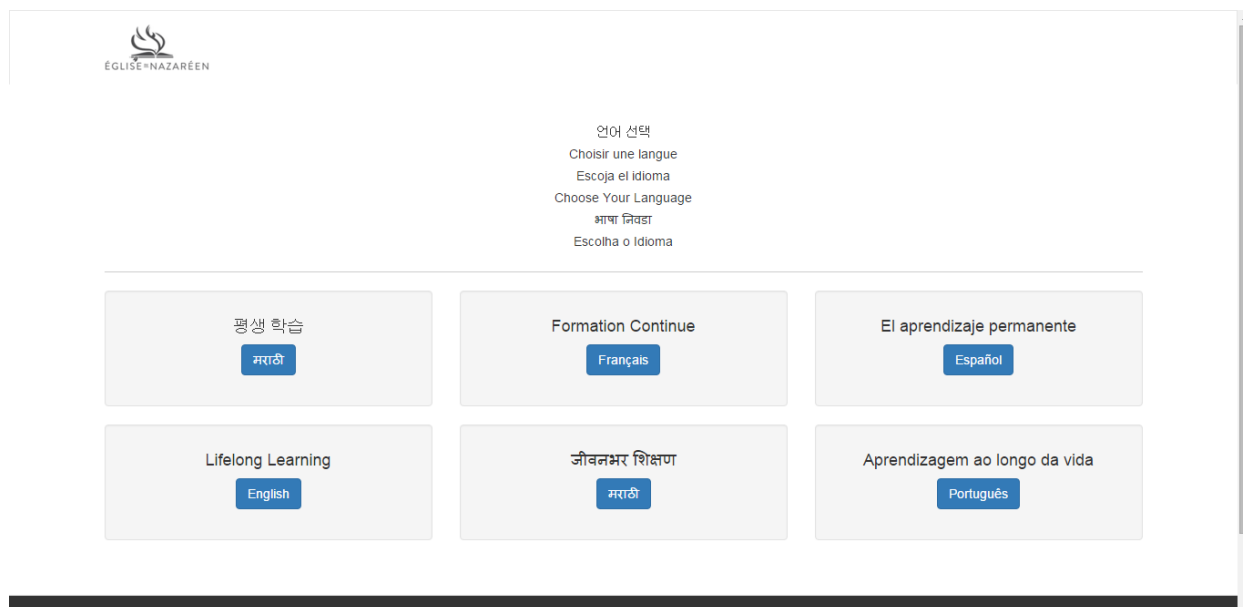 ÉGLISE DU NAZARÉEN
언어 선택
Choisir une langue
Escoja el idioma
Choose Your Language
भाषा निवडा
Escolha o Idioma
평생 학습
मराठी
Formation Continue
Français
El aprendizaje permanente
Español
Lifelong Learning
English
जीवनभर शिक्षण
मराठी
Aprendizagem ao longo da vida
Português